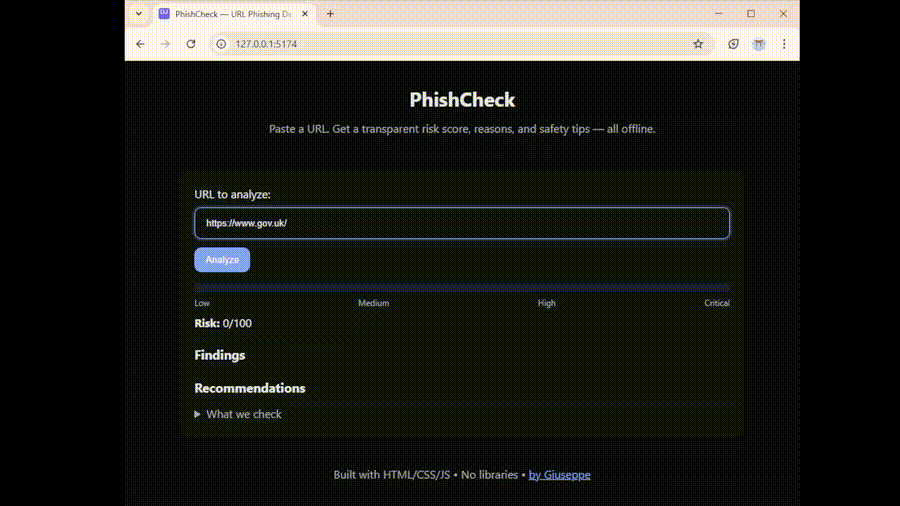 PhishCheck — URL Phishing De
127.0.0.1:5174
PhishCheck
Paste a URL. Get a transparent risk score, reasons, and safety tips — all offline.
URL to analyze:
https://www.gov.uk/
Analyze
Low Medium High Critical
Risk: 0/100
Findings
Recommendations
What we check
Built with HTML/CSS/JS • No libraries • by Giuseppe